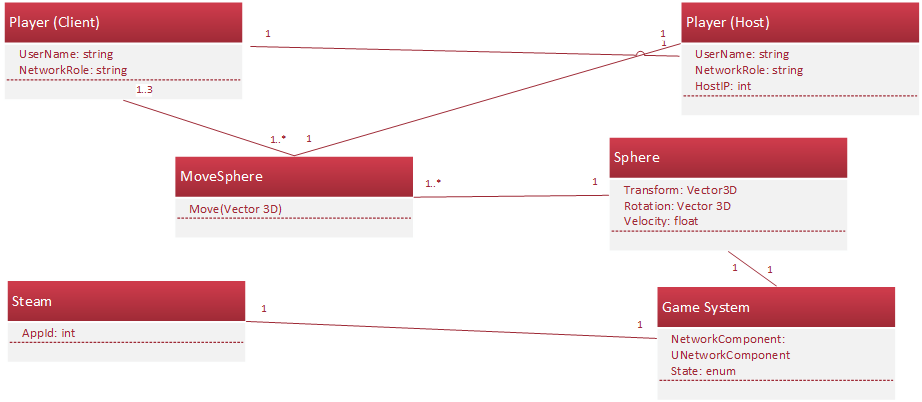 Player (Client)
UserName: string
NetworkRole: string
1
1
1
Player (Host)
UserName: string
NetworkRole: string
HostIP: int
1..3
1..*
1
MoveSphere
Move(Vector 3D)
1..*
1
Sphere
Transform: Vector3D
Rotation: Vector 3D
Velocity: float
1
1
Steam
AppId: int
1
1
Game System
NetworkComponent:
UNetworkComponent
State: enum